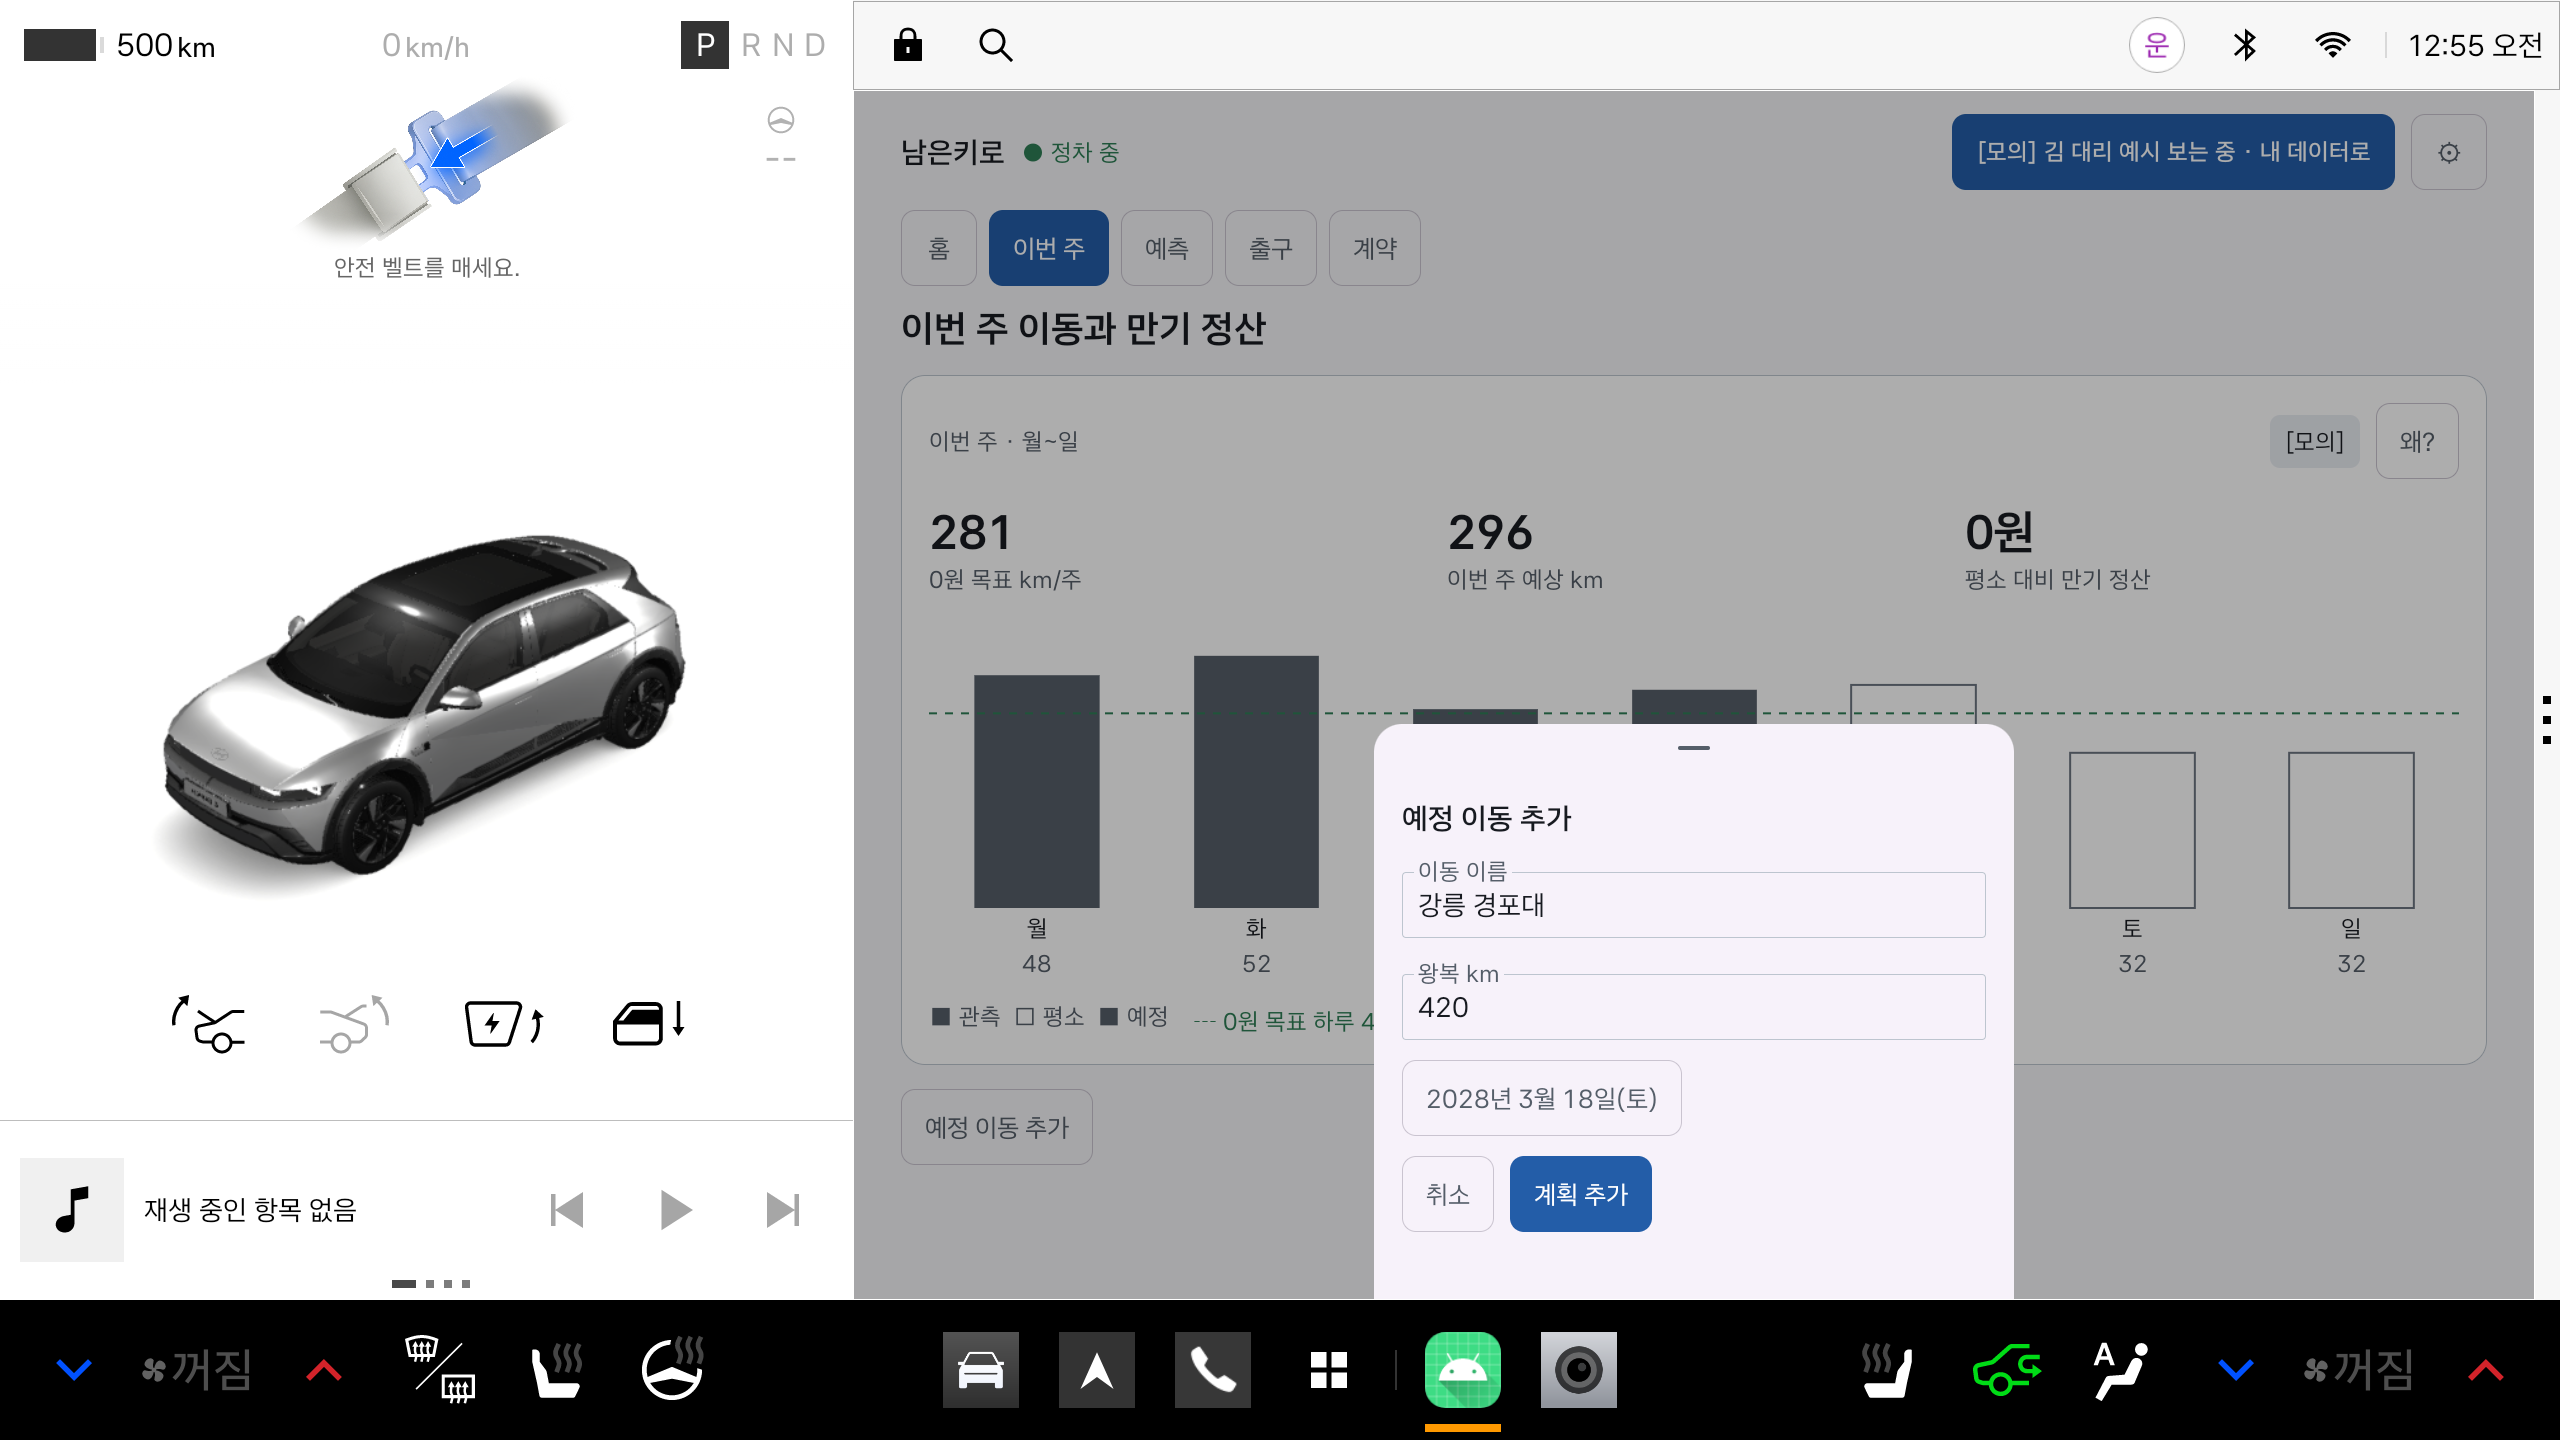 500 km
0 km/h
P R N D
운
12:55 오전
안전 벨트를 매세요.
재생 중인 항목 없음
남은키로
정차 중
[모의] 김 대리 예시 보는 중 · 내 데이터로
홈
이번 주
예측
출구
계약
이번 주 이동과 만기 정산
이번 주 · 월~일
[모의]
왜?
281
0원 목표 km/주
296
이번 주 예상 km
0원
평소 대비 만기 정산
월
48
화
52
토
32
일
32
관측
평소
예정
0원 목표 하루 4
예정 이동 추가
예정 이동 추가
이동 이름
강릉 경포대
왕복 km
420
2028년 3월 18일(토)
취소
계획 추가
꺼짐
A
꺼짐